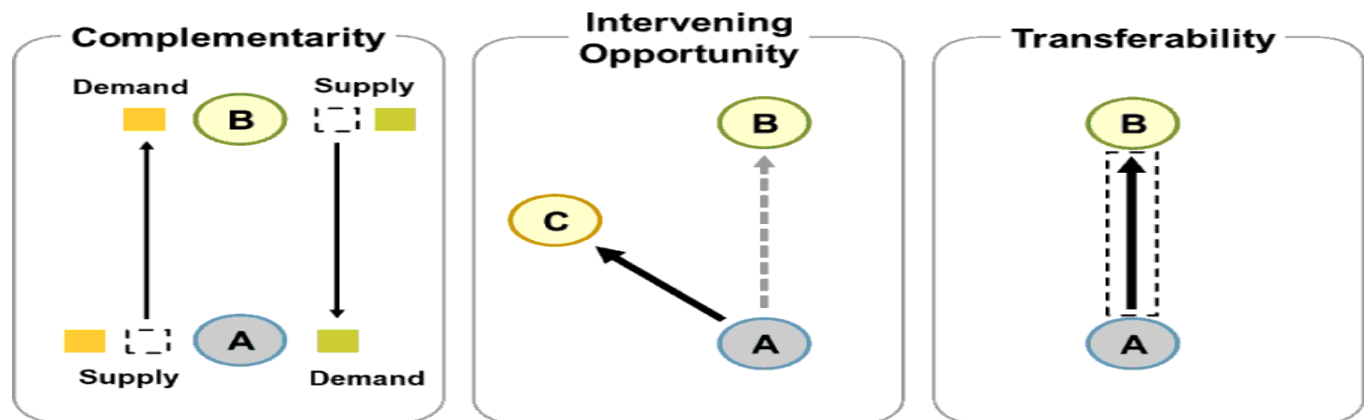 Complementarity
Demand
Supply
B
A
Supply
Demand
Intervening
Opportunity
B
C
A
Transferability
B
A